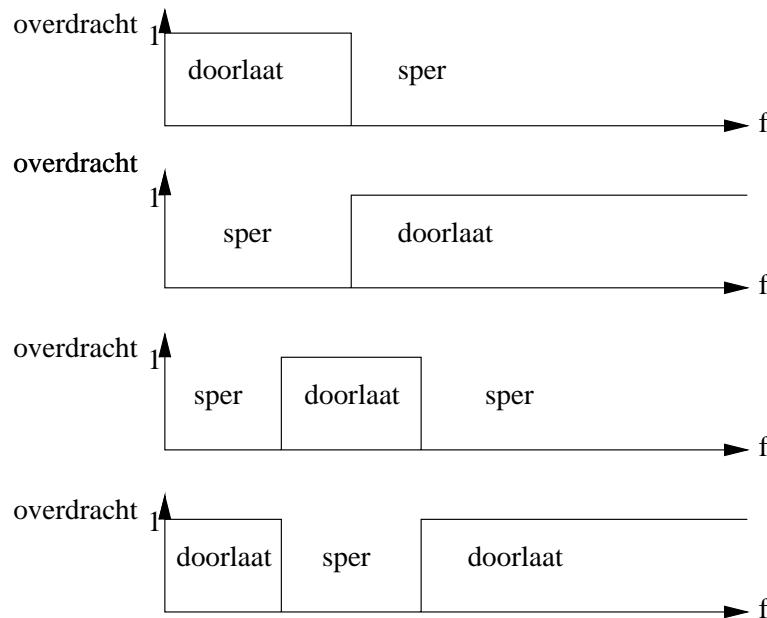 overdracht
1
doorlaat sper
f
overdracht
1
sper doorlaat
f
overdracht
1
sper doorlaat sper
f
overdracht
1
doorlaat sper doorlaat
f